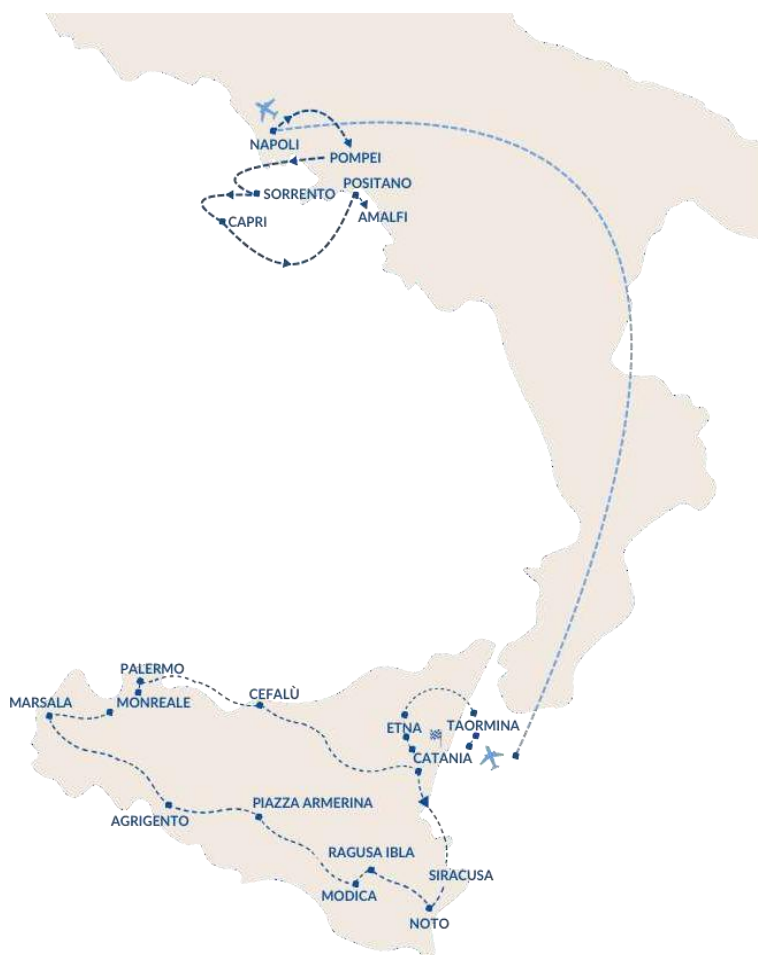 NAPOLI
POMPEI
POSITANO
SORRENTO
AMALFI
CAPRI
PALERMO
CEFALÙ
MARSALA
MONREALE
TAORMINA
ETNA
CATANIA
PIAZZA ARMERINA
AGRIGENTO
RAGUSA IBLA
SIRACUSA
MODICA
NOTO